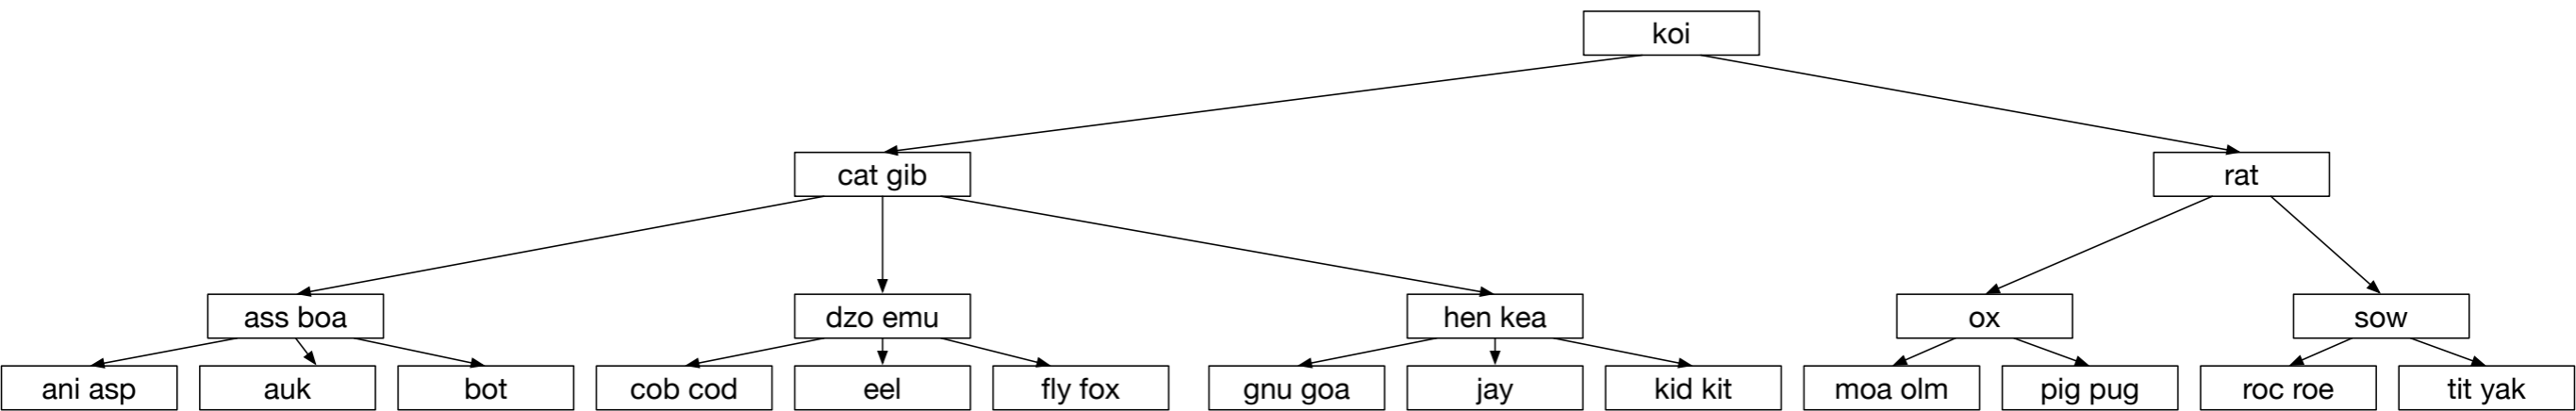 koi
cat gib
rat
ass boa
dzo emu
hen kea
ox
sow
ani asp
auk
bot
cob cod
eel
fly fox
gnu goa
jay
kid kit
moa olm
pig pug
roc roe
tit yak